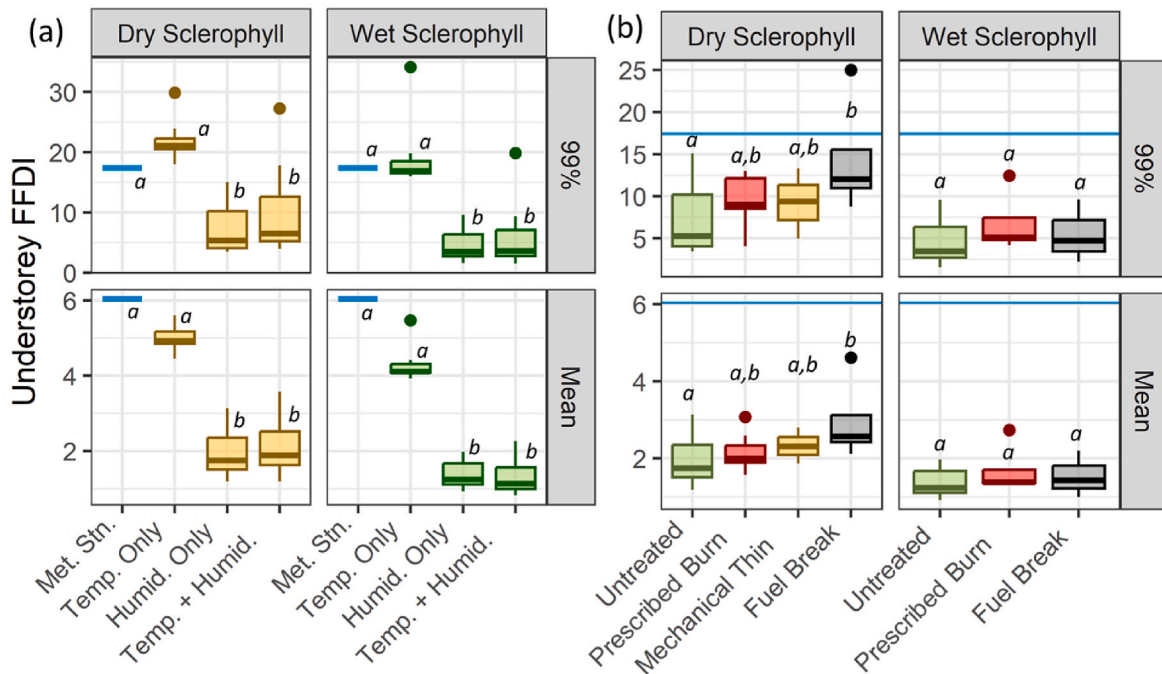 (a)
Dry Sclerophyll
Wet Sclerophyll
Understorey FFDI
30
20
10
0
a
a
b
b
a
a
b
b
99%
6
4
2
a
a
b
b
a
a
b
b
Mean
Met. Stn.
Temp. Only
Humid. Only
Temp. + Humid.
Met. Stn.
Temp. Only
Humid. Only
Temp. + Humid.
(b)
Dry Sclerophyll
Wet Sclerophyll
25
20
15
10
5
a
a,b
a,b
b
a
a
a
99%
6
4
2
a
a,b
a,b
b
a
a
a
Mean
Untreated
Prescribed Burn
Mechanical Thin
Fuel Break
Untreated
Prescribed Burn
Fuel Break